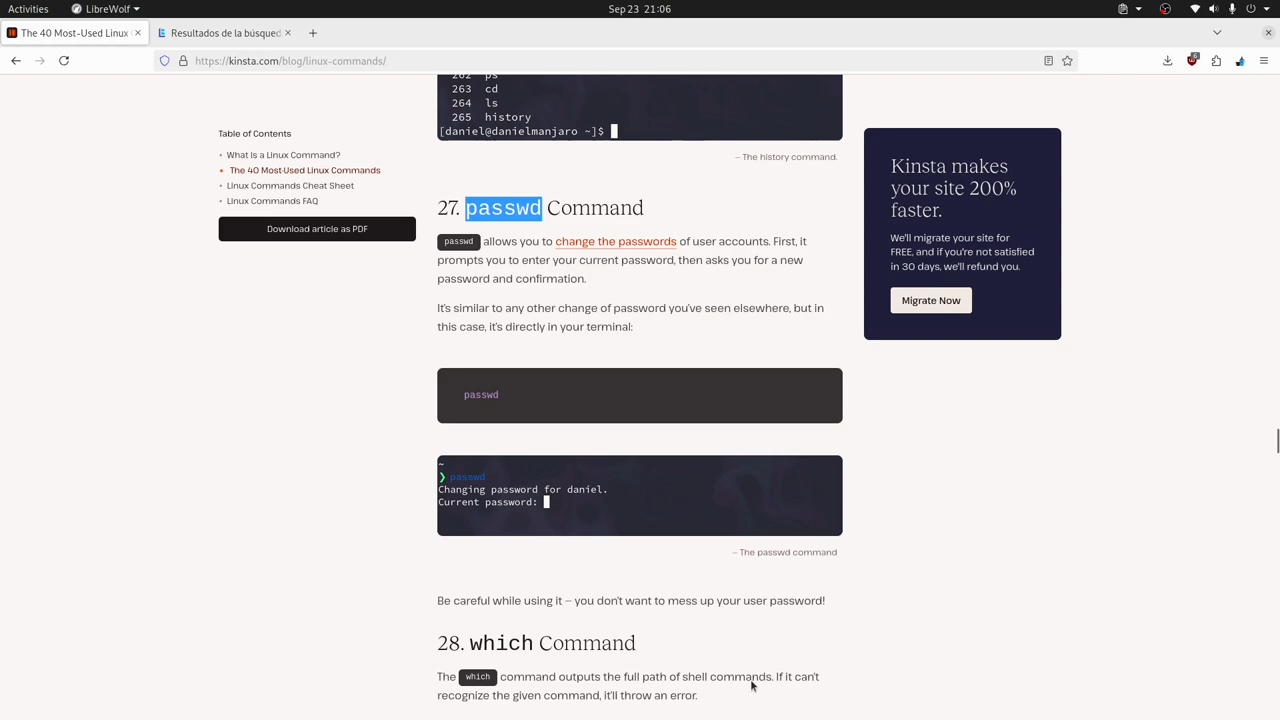 Activities
LibreWolf
Sep 23 21:06
The 40 Most-Used Linux
Resultados de la búsqued
https://kinsta.com/blog/linux-commands/
6
262 ps
263 cd
264 ls
265 history
[daniel@danielmanjaro ~]$
— The history command.
Table of Contents
What Is a Linux Command?
The 40 Most-Used Linux Commands
Linux Commands Cheat Sheet
Linux Commands FAQ
Download article as PDF
27. passwd Command
passwd allows you to change the passwords of user accounts. First, it
prompts you to enter your current password, then asks you for a new
password and confirmation.
It's similar to any other change of password you've seen elsewhere, but in
this case, it's directly in your terminal:
passwd
~
❯ passwd
Changing password for daniel.
Current password:
— The passwd command
Be careful while using it — you don't want to mess up your user password!
28. which Command
The which command outputs the full path of shell commands. If it can't
recognize the given command, it'll throw an error.
Kinsta makes
your site 200%
faster.
We'll migrate your site for
FREE, and if you're not satisfied
in 30 days, we'll refund you.
Migrate Now